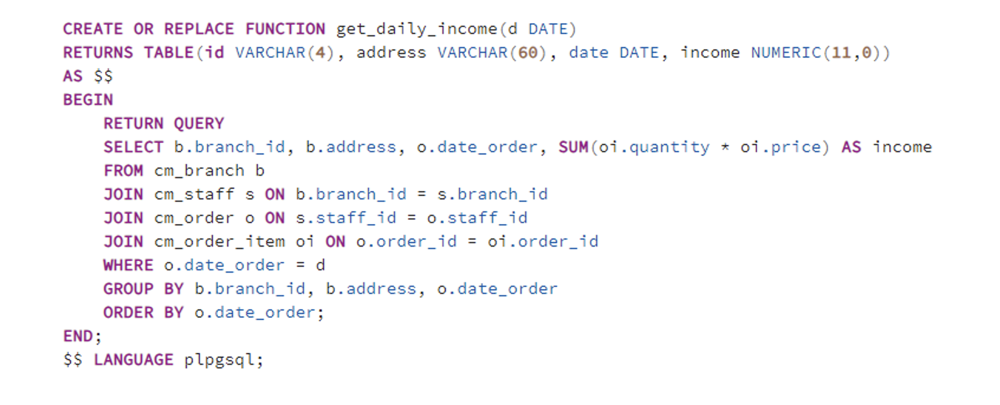 CREATE OR REPLACE FUNCTION get_daily_income(d DATE)
RETURNS TABLE(id VARCHAR(4), address VARCHAR(60), date DATE, income NUMERIC(11,0))
AS $$
BEGIN
    RETURN QUERY
    SELECT b.branch_id, b.address, o.date_order, SUM(oi.quantity * oi.price) AS income
    FROM cm_branch b
    JOIN cm_staff s ON b.branch_id = s.branch_id
    JOIN cm_order o ON s.staff_id = o.staff_id
    JOIN cm_order_item oi ON o.order_id = oi.order_id
    WHERE o.date_order = d
    GROUP BY b.branch_id, b.address, o.date_order
    ORDER BY o.date_order;
END;
$$ LANGUAGE plpgsql;